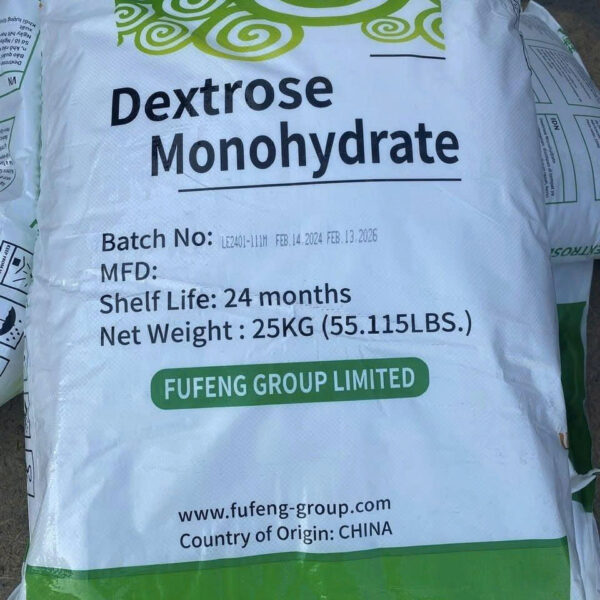 Dextrose
Monohydrate
Batch No: LE2401-111M FEB.14.2024 FEB.13.2026
MFD:
Shelf Life: 24 months
Net Weight : 25KG (55.115LBS.)
FUFENG GROUP LIMITED
www.fufeng-group.com
Country of Origin: CHINA
VN